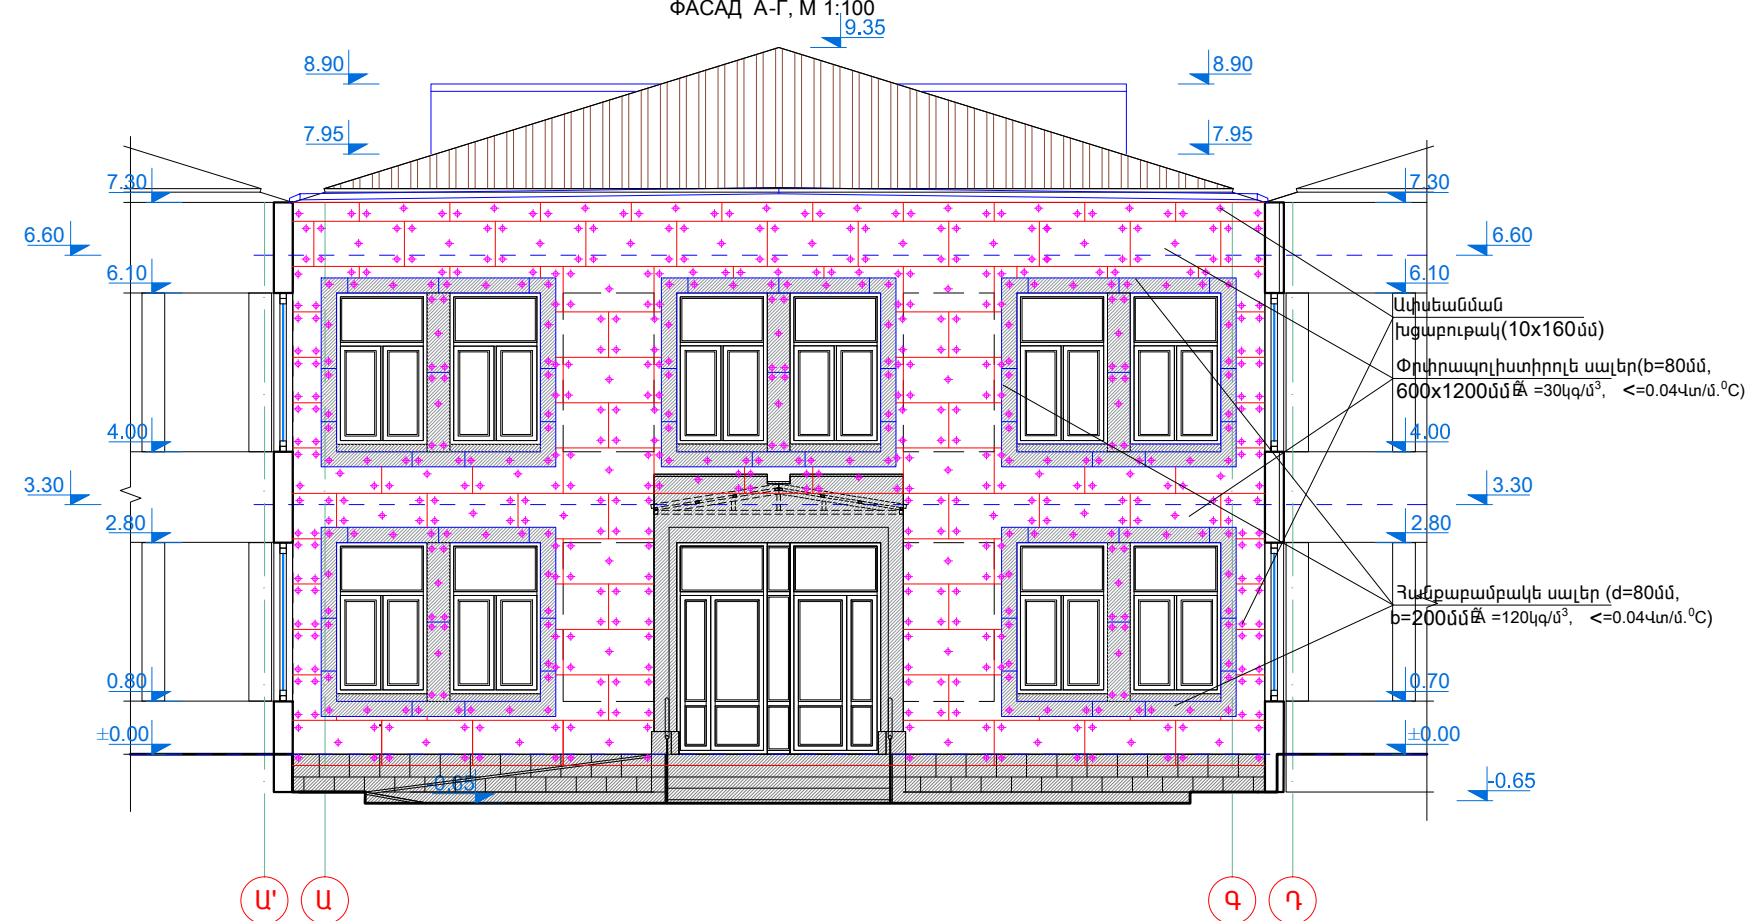 ФАСАД А-Г, М 1:100
9.35
8.90
8.90
7.95
7.95
7.30
7.30
6.60
6.60
6.10
6.10
Ափսեանման
խցաբութակ(10x160մմ)
Փրփրապոլիստիրոլե սալեր(b=80մմ,
600x1200մմ =30կգ/մ³, <=0.04Վտ/մ.⁰C)
4.00
4.00
3.30
3.30
2.80
2.80
Հանքաբամբակե սալեր (d=80մմ,
b=200մմ =120կգ/մ³, <=0.04Վտ/մ.⁰C)
0.80
0.70
±0.00
±0.00
-0.65
-0.65
Ա' Ա Գ Դ